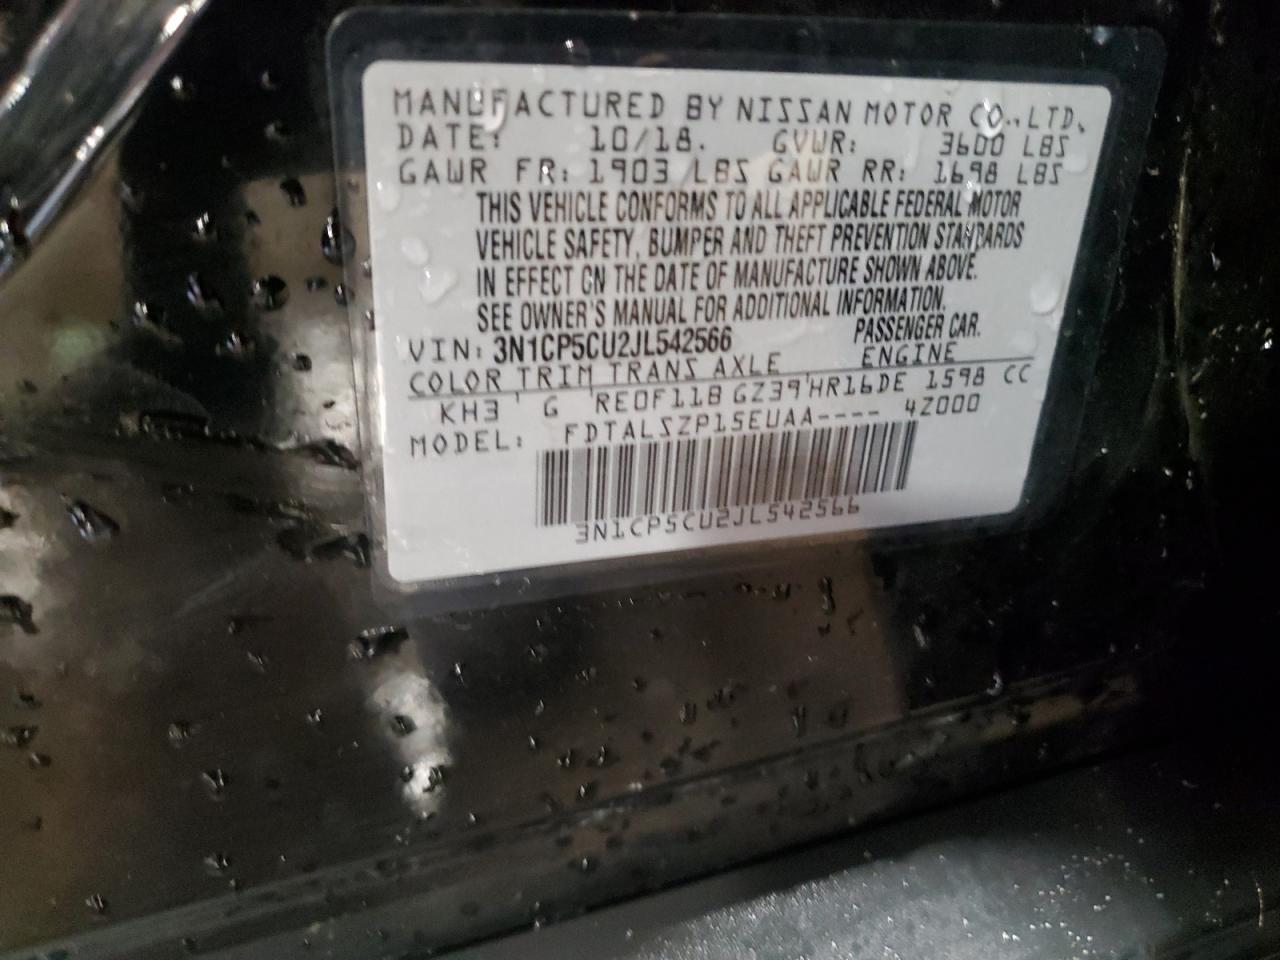 MANUFACTURED BY NISSAN MOTOR CO.,LTD.
DATE: 10/18. GVWR: 3600 LBS
GAWR FR: 1903 LBS GAWR RR: 1698 LBS
THIS VEHICLE CONFORMS TO ALL APPLICABLE FEDERAL MOTOR
VEHICLE SAFETY, BUMPER AND THEFT PREVENTION STANDARDS
IN EFFECT ON THE DATE OF MANUFACTURE SHOWN ABOVE.
SEE OWNER'S MANUAL FOR ADDITIONAL INFORMATION.
VIN: 3N1CP5CU2JL542566 PASSENGER CAR.
COLOR TRIM TRANS AXLE ENGINE
KH3 G RE0F11B GZ39 HR16DE 1598 CC
MODEL: FDTALSZP15EUAA---- 4Z000
3N1CP5CU2JL542566